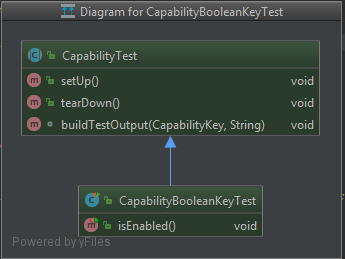 Diagram for CapabilityBooleanKeyTest
CapabilityTest
setUp() void
tearDown() void
buildTestOutput(CapabilityKey, String) void
CapabilityBooleanKeyTest
isEnabled() void
Powered by yFiles